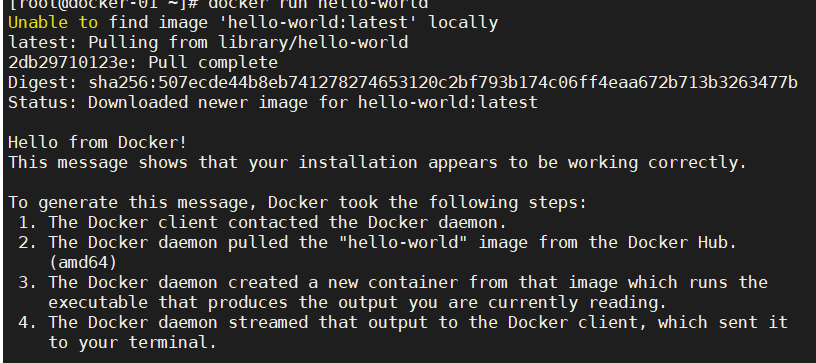 [root@docker-01 ~]# docker run hello-world
Unable to find image 'hello-world:latest' locally
latest: Pulling from library/hello-world
2db29710123e: Pull complete
Digest: sha256:507ecde44b8eb741278274653120c2bf793b174c06ff4eaa672b713b3263477b
Status: Downloaded newer image for hello-world:latest

Hello from Docker!
This message shows that your installation appears to be working correctly.

To generate this message, Docker took the following steps:
 1. The Docker client contacted the Docker daemon.
 2. The Docker daemon pulled the "hello-world" image from the Docker Hub.
    (amd64)
 3. The Docker daemon created a new container from that image which runs the
    executable that produces the output you are currently reading.
 4. The Docker daemon streamed that output to the Docker client, which sent it
    to your terminal.